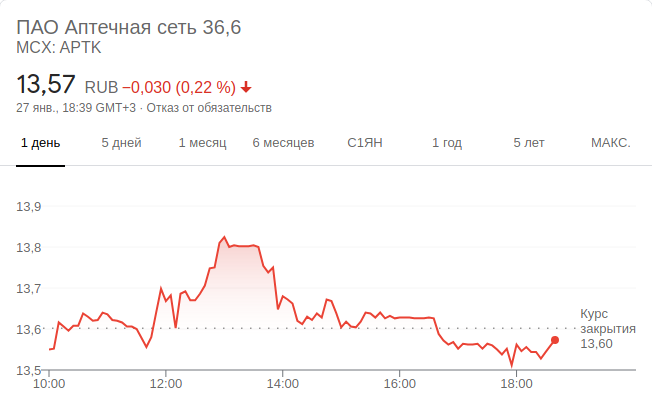 ПАО Аптечная сеть 36,6
MCX: APTK
13,57 RUB −0,030 (0,22 %)
27 янв., 18:39 GMT+3 · Отказ от обязательств
1 день 5 дней 1 месяц 6 месяцев С1ЯН 1 год 5 лет МАКС.
13,9
13,8
13,7
13,6
13,5
Курс
закрытия
13,60
10:00 12:00 14:00 16:00 18:00